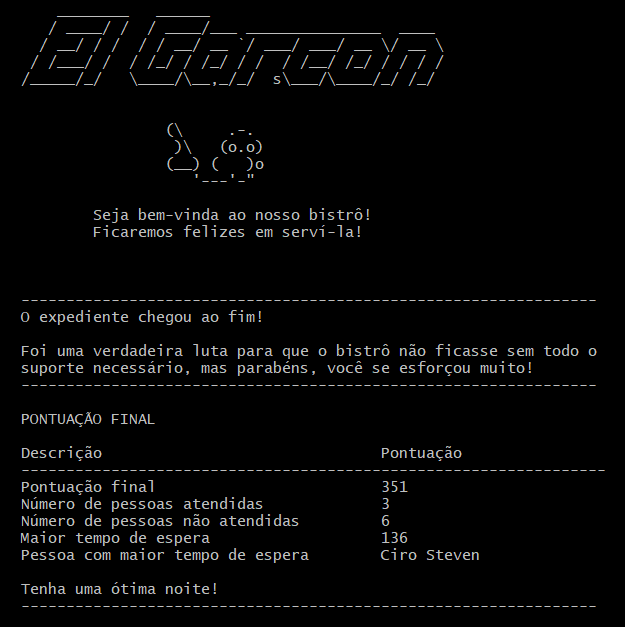 El Garcon
Seja bem-vinda ao nosso bistrô!
Ficaremos felizes em serví-la!
O expediente chegou ao fim!
Foi uma verdadeira luta para que o bistrô não ficasse sem todo o
suporte necessário, mas parabéns, você se esforçou muito!
PONTUAÇÃO FINAL
Descrição Pontuação
Pontuação final 351
Número de pessoas atendidas 3
Número de pessoas não atendidas 6
Maior tempo de espera 136
Pessoa com maior tempo de espera Ciro Steven
Tenha uma ótima noite!